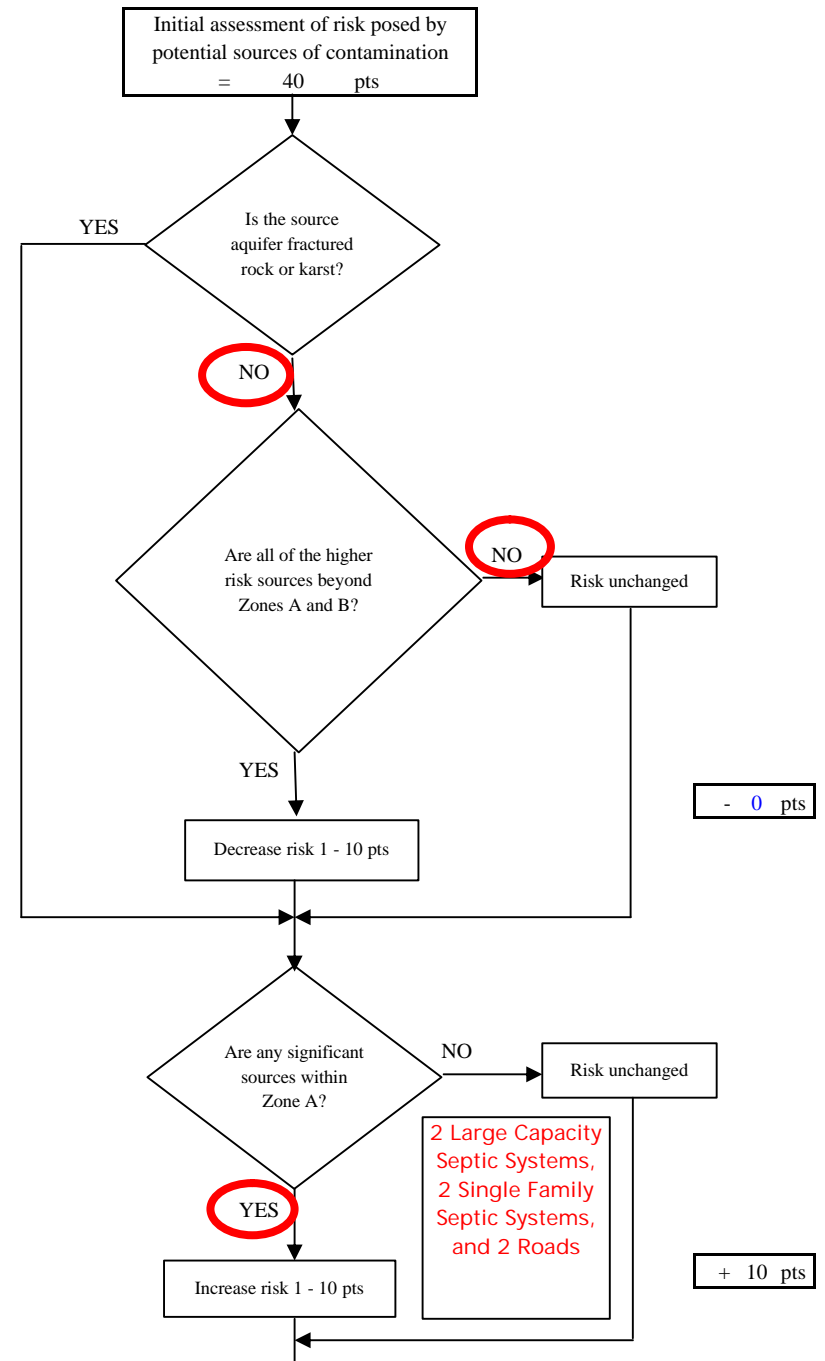 Initial assessment of risk posed by
potential sources of contamination
= 40 pts
YES
Is the source
aquifer fractured
rock or karst?
NO
Are all of the higher
risk sources beyond
Zones A and B?
NO
Risk unchanged
YES
- 0 pts
Decrease risk 1 - 10 pts
Are any significant
sources within
Zone A?
NO
Risk unchanged
2 Large Capacity
Septic Systems,
2 Single Family
Septic Systems,
and 2 Roads
YES
+ 10 pts
Increase risk 1 - 10 pts